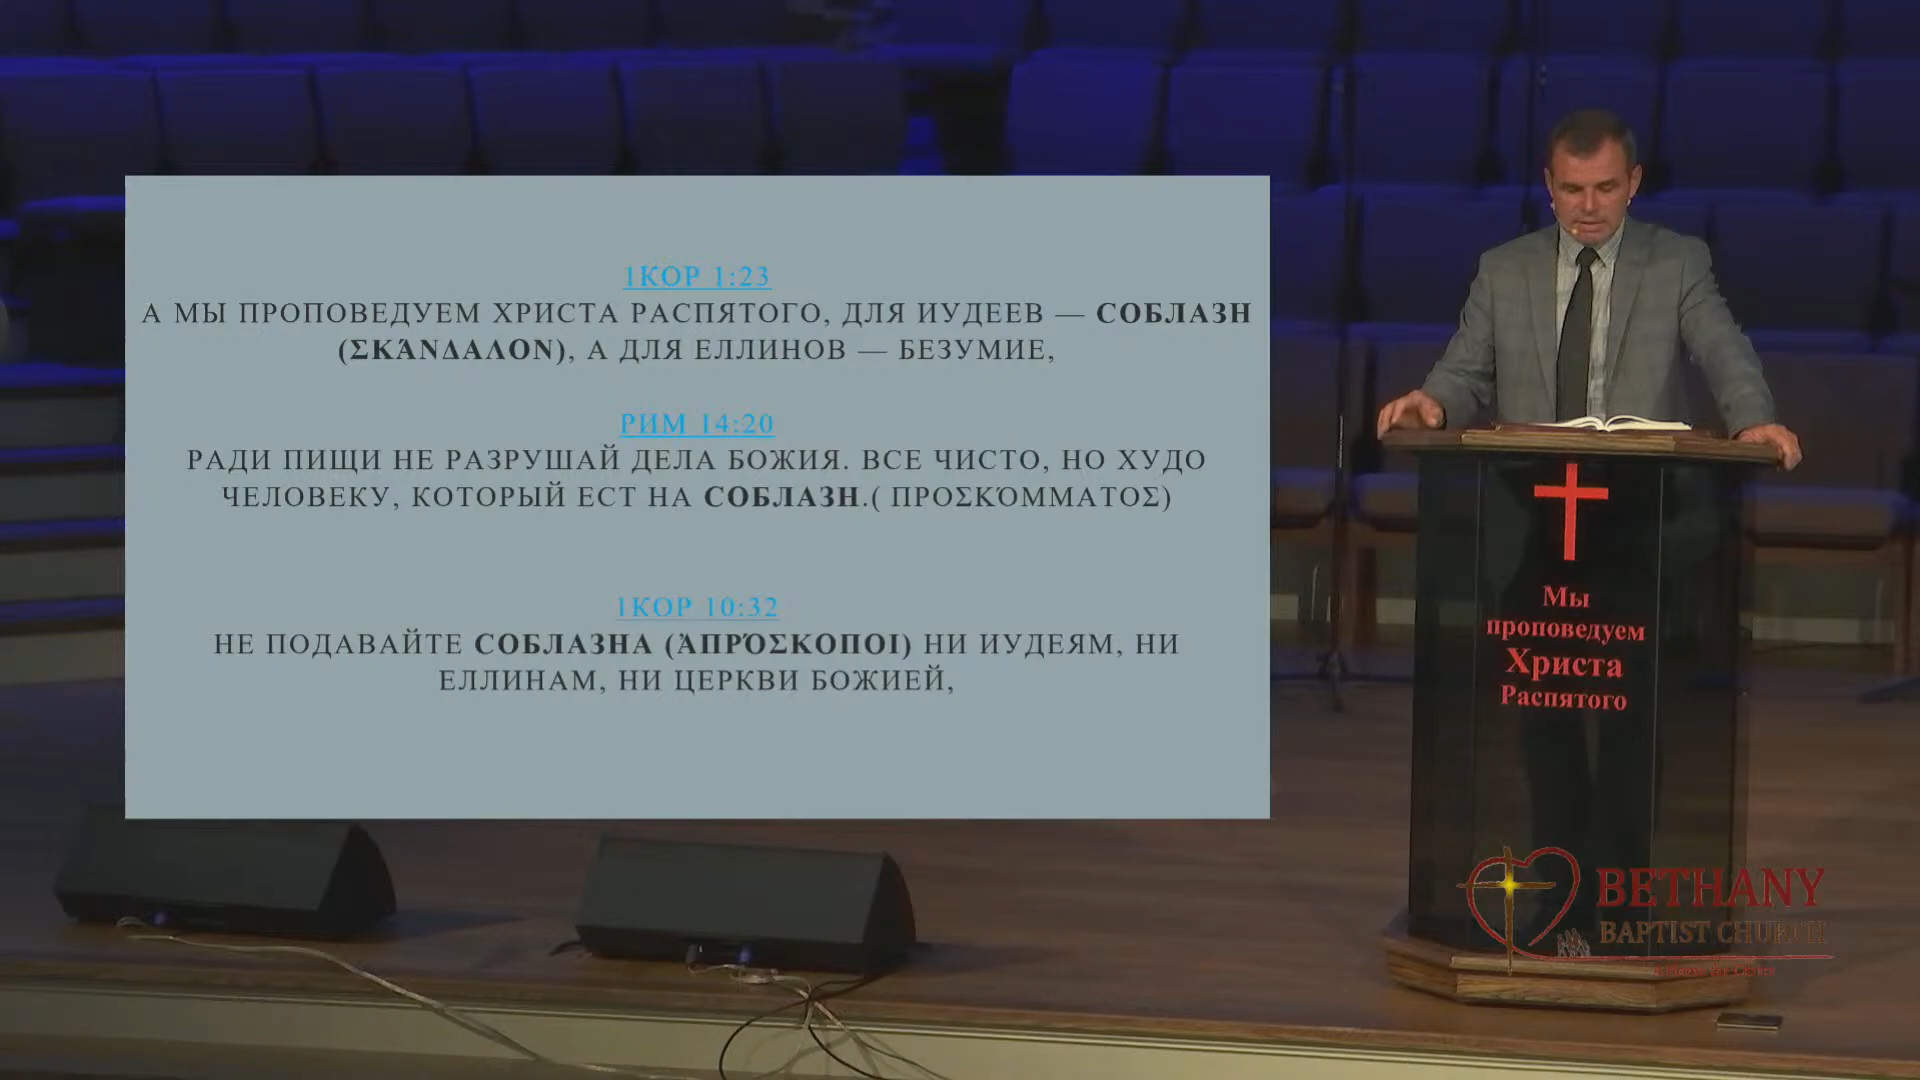 1КОР 1:23
А МЫ ПРОПОВЕДУЕМ ХРИСТА РАСПЯТОГО, ДЛЯ ИУДЕЕВ — СОБЛАЗН
(ΣΚΆΝΔΑΛΟΝ), А ДЛЯ ЕЛЛИНОВ — БЕЗУМИЕ,
РИМ 14:20
РАДИ ПИЩИ НЕ РАЗРУШАЙ ДЕЛА БОЖИЯ. ВСЕ ЧИСТО, НО ХУДО
ЧЕЛОВЕКУ, КОТОРЫЙ ЕСТ НА СОБЛАЗН.( ΠΡΟΣΚΌΜΜΑΤΟΣ)
1КОР 10:32
НЕ ПОДАВАЙТЕ СОБЛАЗНА (ἈΠΡΌΣΚΟΠΟΙ) НИ ИУДЕЯМ, НИ
ЕЛЛИНАМ, НИ ЦЕРКВИ БОЖИЕЙ,
Мы
проповедуем
Христа
Распятого
BETHANY
BAPTIST CHURCH